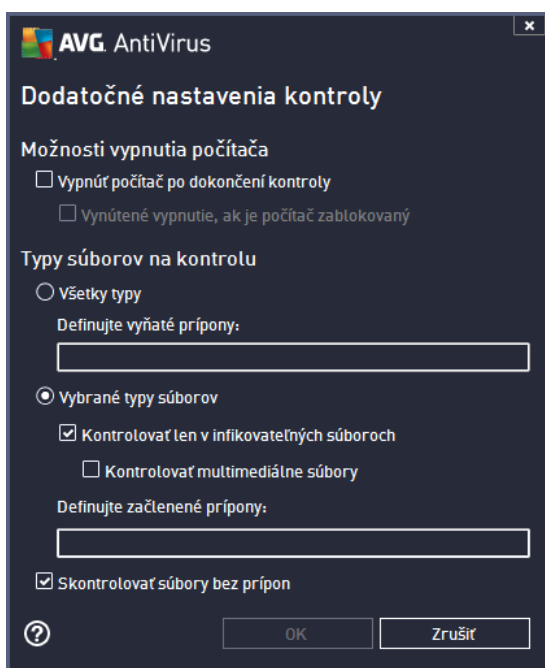 AVG. AntiVirus
Dodatočné nastavenia kontroly
Možnosti vypnutia počítača
Vypnúť počítač po dokončení kontroly
Vynútené vypnutie, ak je počítač zablokovaný
Typy súborov na kontrolu
Všetky typy
Definujte vyňaté prípony:
Vybrané typy súborov
Kontrolovať len v infikovateľných súboroch
Kontrolovať multimediálne súbory
Definujte začlenené prípony:
Skontrolovať súbory bez prípon
OK
Zrušiť